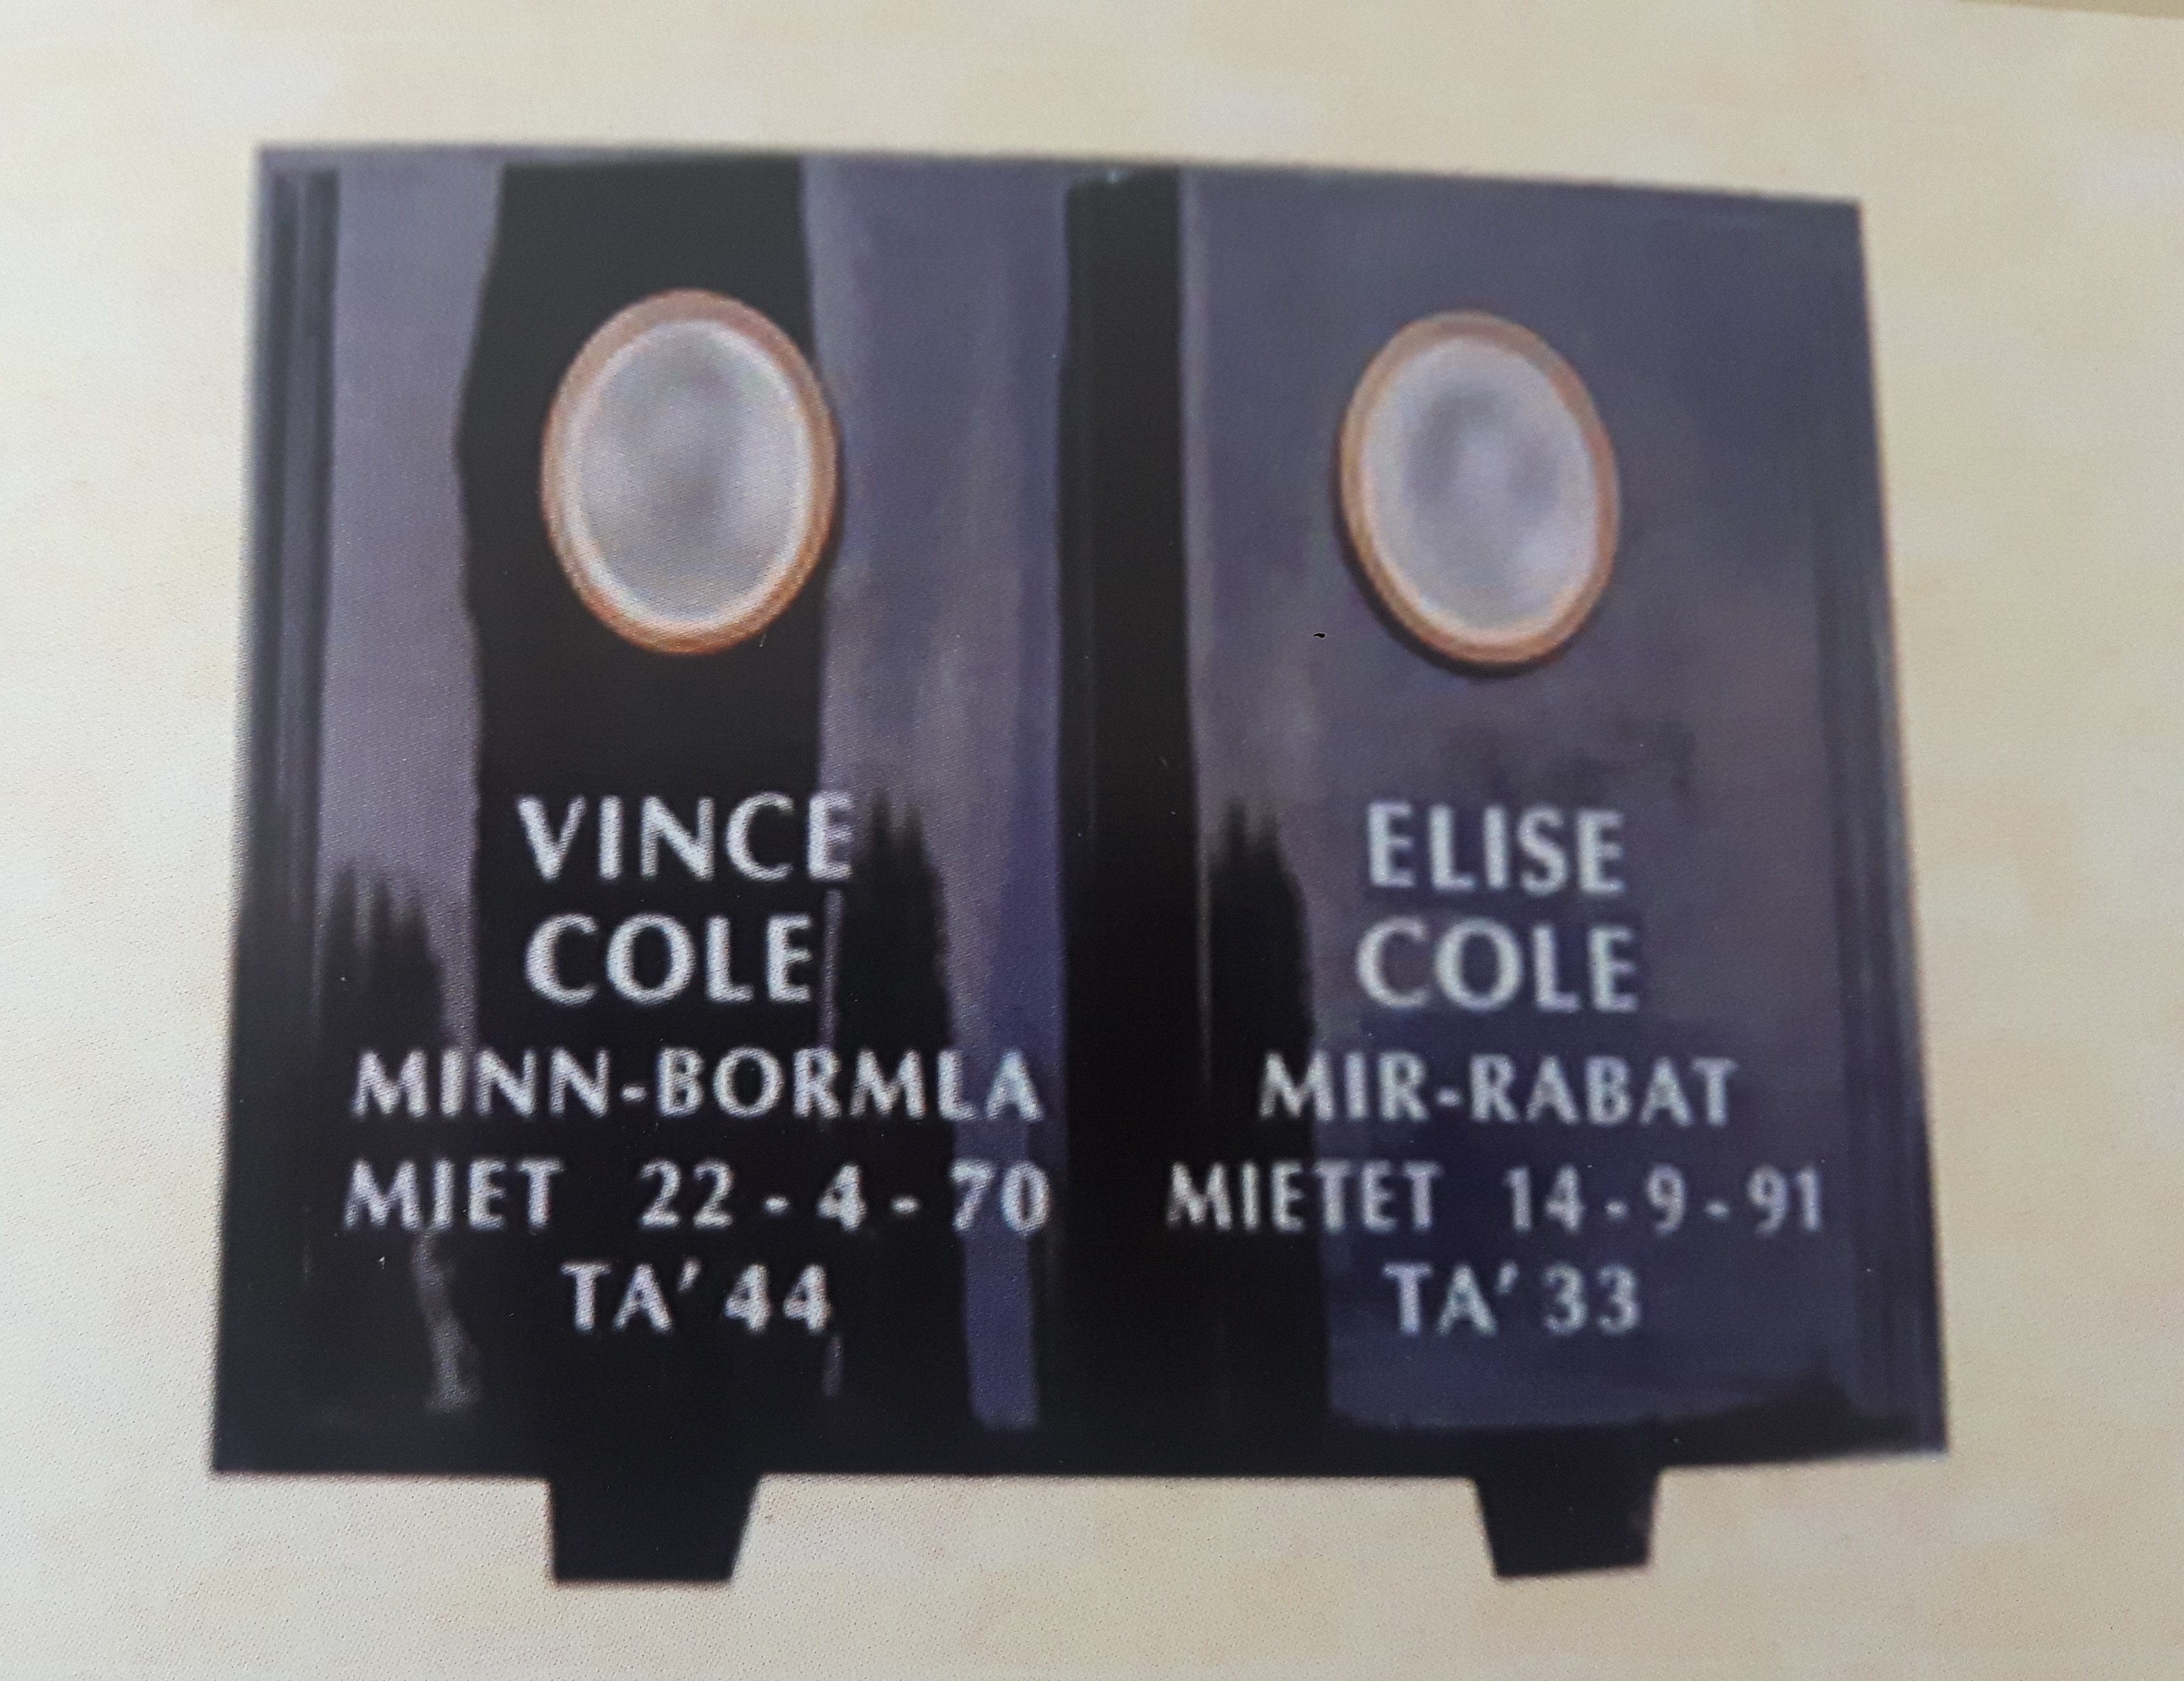 VINCE
COLE
MINN-BORMLA
MIET 22 - 4 - 70
TA' 44
ELISE
COLE
MIR-RABAT
MIETET 14 - 9 - 91
TA' 33